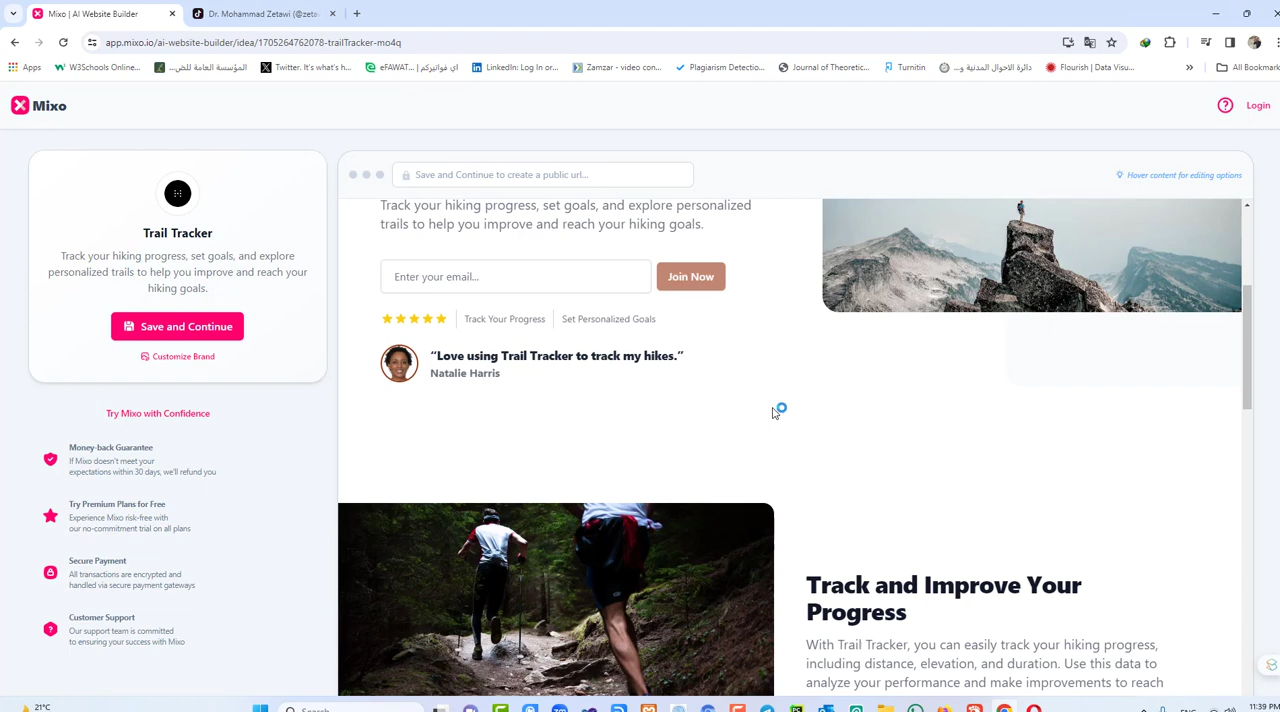 Mixo | AI Website Builder
Dr. Mohammad Zetawi (@zeta
app.mixo.io/ai-website-builder/idea/1705264762078-trailTracker-mo4q
Apps
W3Schools Online...
المؤسسة العامة للض...
Twitter. It's what's h...
eFAWAT... | فواتيركم ...
LinkedIn: Log In or...
Zamzar - video con...
Plagiarism Detectio...
Journal of Theoretic...
Turnitin
دائرة الاحوال المدنية و...
Flourish | Data Visu...
All Bookmark
Mixo
Login
Trail Tracker
Track your hiking progress, set goals, and explore
personalized trails to help you improve and reach your
hiking goals.
Save and Continue
Customize Brand
Try Mixo with Confidence
Money-back Guarantee
If Mixo doesn't meet your
expectations within 30 days, we'll refund you
Try Premium Plans for Free
Experience Mixo risk-free with
our no-commitment trial on all plans
Secure Payment
All transactions are encrypted and
handled via secure payment gateways
Customer Support
Our support team is committed
to ensuring your success with Mixo
Save and Continue to create a public url...
Hover content for editing options
Track your hiking progress, set goals, and explore personalized
trails to help you improve and reach your hiking goals.
Enter your email...
Join Now
Track Your Progress
Set Personalized Goals
“Love using Trail Tracker to track my hikes.”
Natalie Harris
Track and Improve Your
Progress
With Trail Tracker, you can easily track your hiking progress,
including distance, elevation, and duration. Use this data to
analyze your performance and make improvements to reach
21°C
Search
11:39 PM